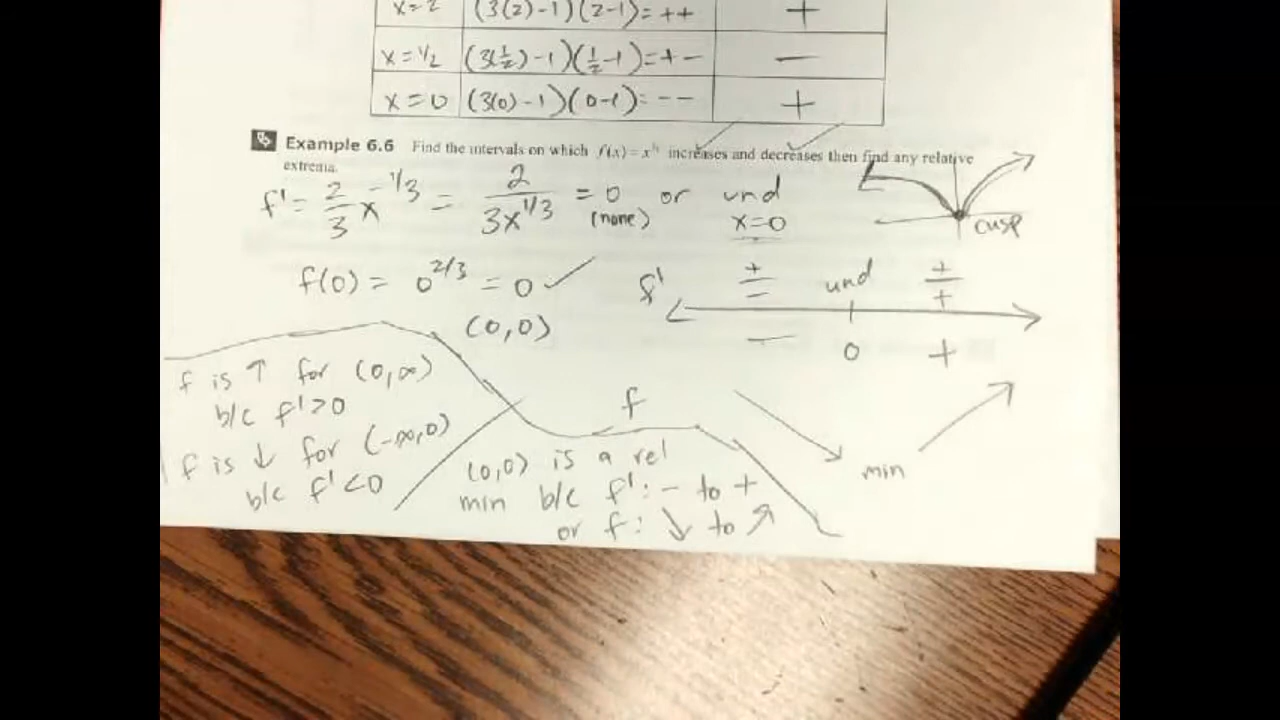 x=2 (3(2)-1)(2-1)=++ +
x=1/2 (3(1/2)-1)(1/2-1)=+- -
x=0 (3(0)-1)(0-1)=-- +
Example 6.6 Find the intervals on which f(x)=x^2/3 increases and decreases then find any relative
extrema.
f' = 2/3 x^-1/3 = 2/3x^1/3 = 0 or und
(none) x=0
cusp
f(0) = 0^2/3 = 0 ✓
(0,0)
f' +/- und +/+
- 0 +
f is ↑ for (0,∞)
b/c f'>0
f is ↓ for (-∞,0)
b/c f'<0
f
min
(0,0) is a rel
min b/c f': - to +
or f: ↘ to ↗